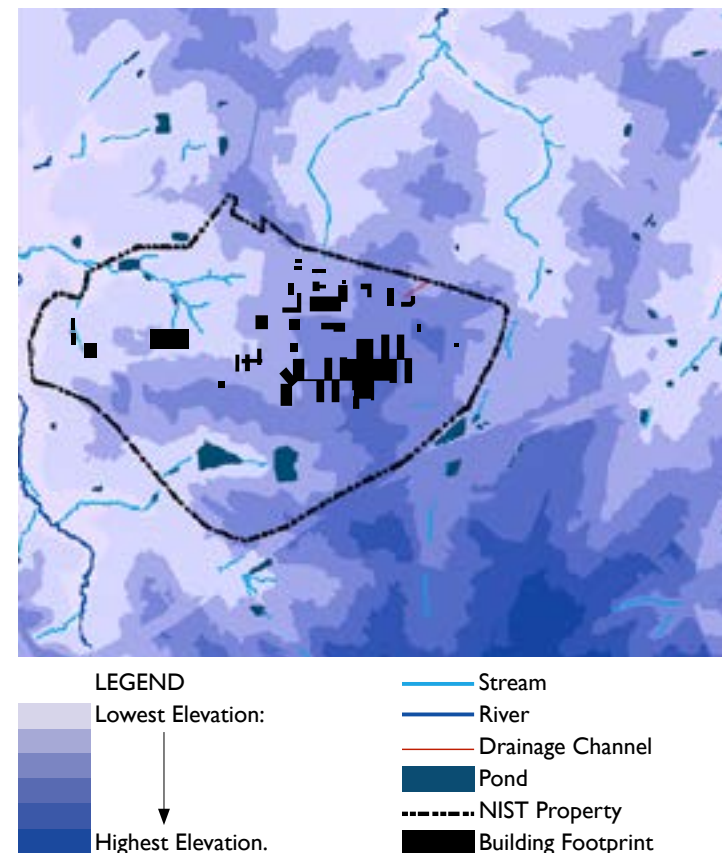 LEGEND
Lowest Elevation:
Highest Elevation.
Stream
River
Drainage Channel
Pond
NIST Property
Building Footprint